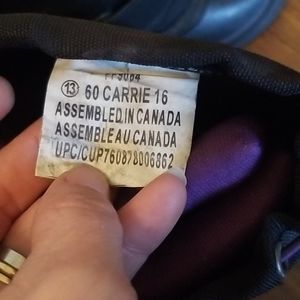 ⑬ 60 CARRIE 16
ASSEMBLED IN CANADA
ASSEMBLE AU CANADA
UPC/CUP760878006862